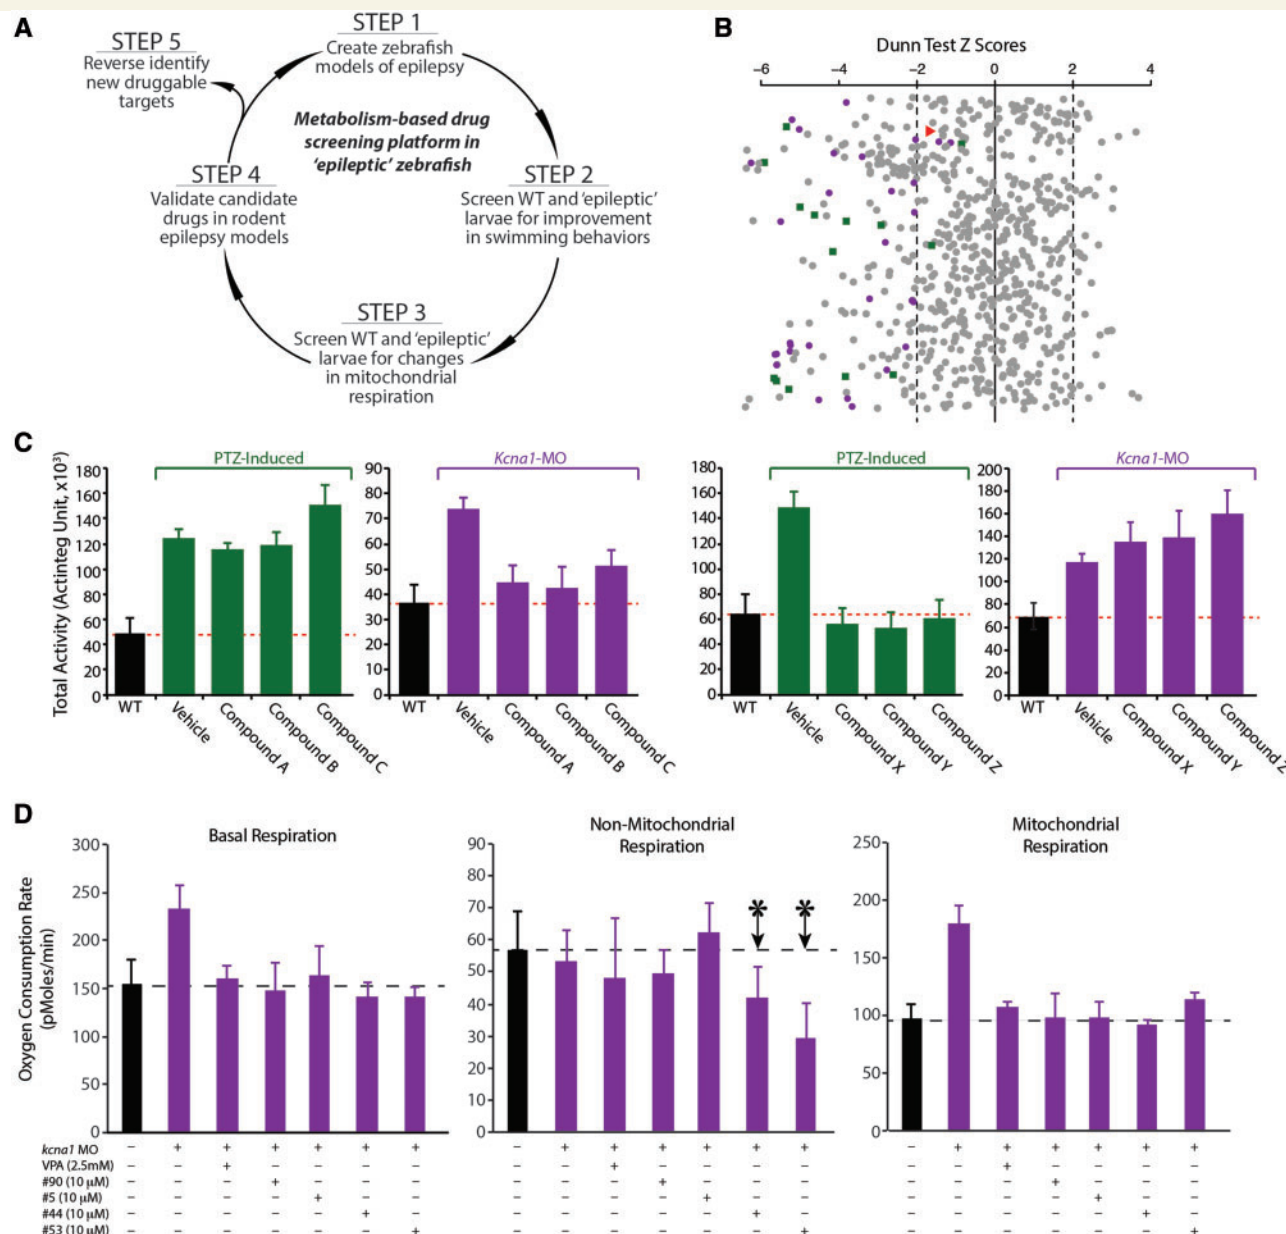 A
STEP 1
Create zebrafish
models of epilepsy
STEP 5
Reverse identify
new druggable
targets
Metabolism-based drug
screening platform in
'epileptic' zebrafish
STEP 4
Validate candidate
drugs in rodent
epilepsy models
STEP 2
Screen WT and 'epileptic'
larvae for improvement
in swimming behaviors
STEP 3
Screen WT and 'epileptic'
larvae for changes
in mitochondrial
respiration
B
Dunn Test Z Scores
−6 −4 −2 0 2 4
C
Total Activity (Actinteg Unit, x10³)
PTZ-Induced
180
160
140
120
100
80
60
40
20
0
WT Vehicle Compound A Compound B Compound C
Kcna1-MO
90
80
70
60
50
40
30
20
10
0
WT Vehicle Compound A Compound B Compound C
PTZ-Induced
180
160
140
120
100
80
60
40
20
0
WT Vehicle Compound X Compound Y Compound Z
Kcna1-MO
200
180
160
140
120
100
80
60
40
20
0
WT Vehicle Compound X Compound Y Compound Z
D
Oxygen Consumption Rate
(pMoles/min)
Basal Respiration
300
250
200
150
100
50
0
Non-Mitochondrial
Respiration
90
80
70
60
50
40
30
20
10
0
* *
Mitochondrial
Respiration
250
200
150
100
50
0
kcna1 MO − + + + + + + − + + + + + + − + + + + + +
VPA (2.5mM) − − + − − − − − − + − − − − − − + − − − −
#90 (10 µM) − − − + − − − − − − + − − − − − − + − − −
#5 (10 µM) − − − − + − − − − − − + − − − − − − + − −
#44 (10 µM) − − − − − + − − − − − − + − − − − − − + −
#53 (10 µM) − − − − − − + − − − − − − + − − − − − − +